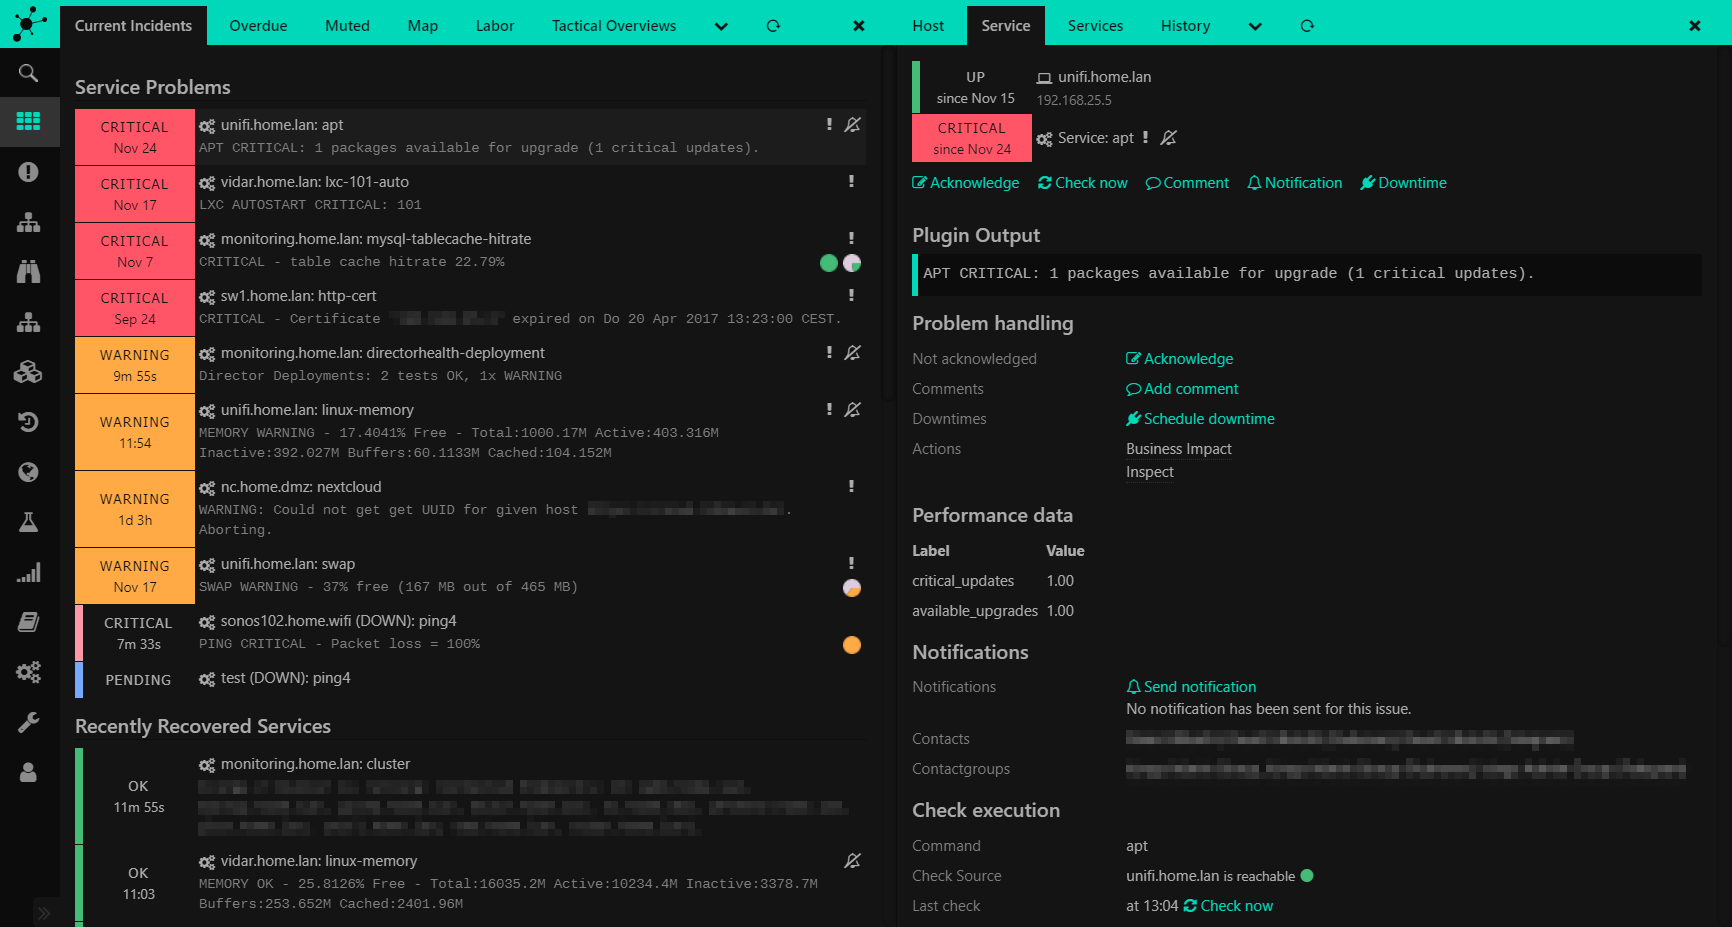 Current Incidents Overdue Muted Map Labor Tactical Overviews
Service Problems
CRITICAL
Nov 24
unifi.home.lan: apt
APT CRITICAL: 1 packages available for upgrade (1 critical updates).
CRITICAL
Nov 17
vidar.home.lan: lxc-101-auto
LXC AUTOSTART CRITICAL: 101
CRITICAL
Nov 7
monitoring.home.lan: mysql-tablecache-hitrate
CRITICAL - table cache hitrate 22.79%
CRITICAL
Sep 24
sw1.home.lan: http-cert
CRITICAL - Certificate expired on Do 20 Apr 2017 13:23:00 CEST.
WARNING
9m 55s
monitoring.home.lan: directorhealth-deployment
Director Deployments: 2 tests OK, 1x WARNING
WARNING
11:54
unifi.home.lan: linux-memory
MEMORY WARNING - 17.4041% Free - Total:1000.17M Active:403.316M
Inactive:392.027M Buffers:60.1133M Cached:104.152M
WARNING
1d 3h
nc.home.dmz: nextcloud
WARNING: Could not get get UUID for given host .
Aborting.
WARNING
Nov 17
unifi.home.lan: swap
SWAP WARNING - 37% free (167 MB out of 465 MB)
CRITICAL
7m 33s
sonos102.home.wifi (DOWN): ping4
PING CRITICAL - Packet loss = 100%
PENDING
test (DOWN): ping4
Recently Recovered Services
OK
11m 55s
monitoring.home.lan: cluster
OK
11:03
vidar.home.lan: linux-memory
MEMORY OK - 25.8126% Free - Total:16035.2M Active:10234.4M Inactive:3378.7M
Buffers:253.652M Cached:2401.96M
Host Service Services History
UP
since Nov 15
unifi.home.lan
192.168.25.5
CRITICAL
since Nov 24
Service: apt
Acknowledge Check now Comment Notification Downtime
Plugin Output
APT CRITICAL: 1 packages available for upgrade (1 critical updates).
Problem handling
Not acknowledged Acknowledge
Comments Add comment
Downtimes Schedule downtime
Actions Business Impact
Inspect
Performance data
Label Value
critical_updates 1.00
available_upgrades 1.00
Notifications
Notifications Send notification
No notification has been sent for this issue.
Contacts
Contactgroups
Check execution
Command apt
Check Source unifi.home.lan is reachable
Last check at 13:04 Check now